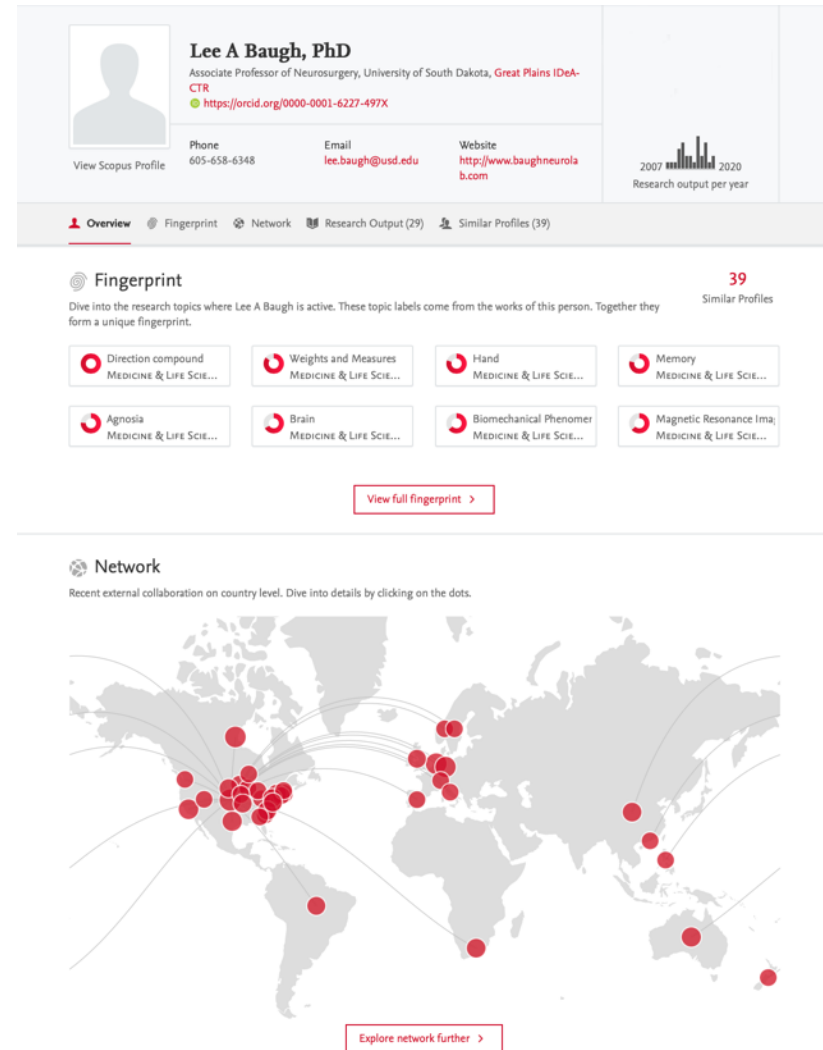 Lee A Baugh, PhD
Associate Professor of Neurosurgery, University of South Dakota, Great Plains IDeA-
CTR
https://orcid.org/0000-0001-6227-497X
View Scopus Profile
Phone
605-658-6348
Email
lee.baugh@usd.edu
Website
http://www.baughneurola
b.com
2007 2020
Research output per year
Overview Fingerprint Network Research Output (29) Similar Profiles (39)
Fingerprint
Dive into the research topics where Lee A Baugh is active. These topic labels come from the works of this person. Together they
form a unique fingerprint.
39
Similar Profiles
Direction compound
MEDICINE & LIFE SCIE...
Weights and Measures
MEDICINE & LIFE SCIE...
Hand
MEDICINE & LIFE SCIE...
Memory
MEDICINE & LIFE SCIE...
Agnosia
MEDICINE & LIFE SCIE...
Brain
MEDICINE & LIFE SCIE...
Biomechanical Phenomen
MEDICINE & LIFE SCIE...
Magnetic Resonance Imag
MEDICINE & LIFE SCIE...
View full fingerprint >
Network
Recent external collaboration on country level. Dive into details by clicking on the dots.
Explore network further >